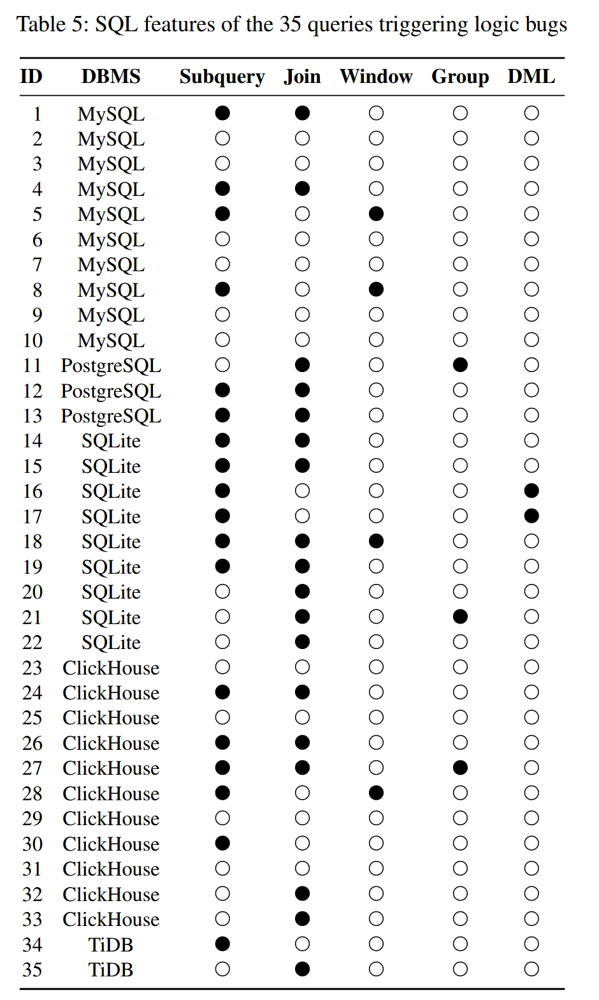 Table 5: SQL features of the 35 queries triggering logic bugs
ID DBMS Subquery Join Window Group DML
1 MySQL ● ● ○ ○ ○
2 MySQL ○ ○ ○ ○ ○
3 MySQL ○ ○ ○ ○ ○
4 MySQL ● ● ○ ○ ○
5 MySQL ● ○ ● ○ ○
6 MySQL ○ ○ ○ ○ ○
7 MySQL ○ ○ ○ ○ ○
8 MySQL ● ○ ● ○ ○
9 MySQL ○ ○ ○ ○ ○
10 MySQL ○ ○ ○ ○ ○
11 PostgreSQL ○ ● ○ ● ○
12 PostgreSQL ● ● ○ ○ ○
13 PostgreSQL ● ● ○ ○ ○
14 SQLite ● ● ○ ○ ○
15 SQLite ● ● ○ ○ ○
16 SQLite ● ○ ○ ○ ●
17 SQLite ● ○ ○ ○ ●
18 SQLite ● ● ● ○ ○
19 SQLite ● ● ○ ○ ○
20 SQLite ○ ● ○ ○ ○
21 SQLite ○ ● ○ ● ○
22 SQLite ○ ● ○ ○ ○
23 ClickHouse ○ ○ ○ ○ ○
24 ClickHouse ● ● ○ ○ ○
25 ClickHouse ○ ○ ○ ○ ○
26 ClickHouse ● ● ○ ○ ○
27 ClickHouse ● ● ○ ● ○
28 ClickHouse ● ○ ● ○ ○
29 ClickHouse ○ ○ ○ ○ ○
30 ClickHouse ● ○ ○ ○ ○
31 ClickHouse ○ ○ ○ ○ ○
32 ClickHouse ○ ● ○ ○ ○
33 ClickHouse ○ ● ○ ○ ○
34 TiDB ● ○ ○ ○ ○
35 TiDB ○ ● ○ ○ ○